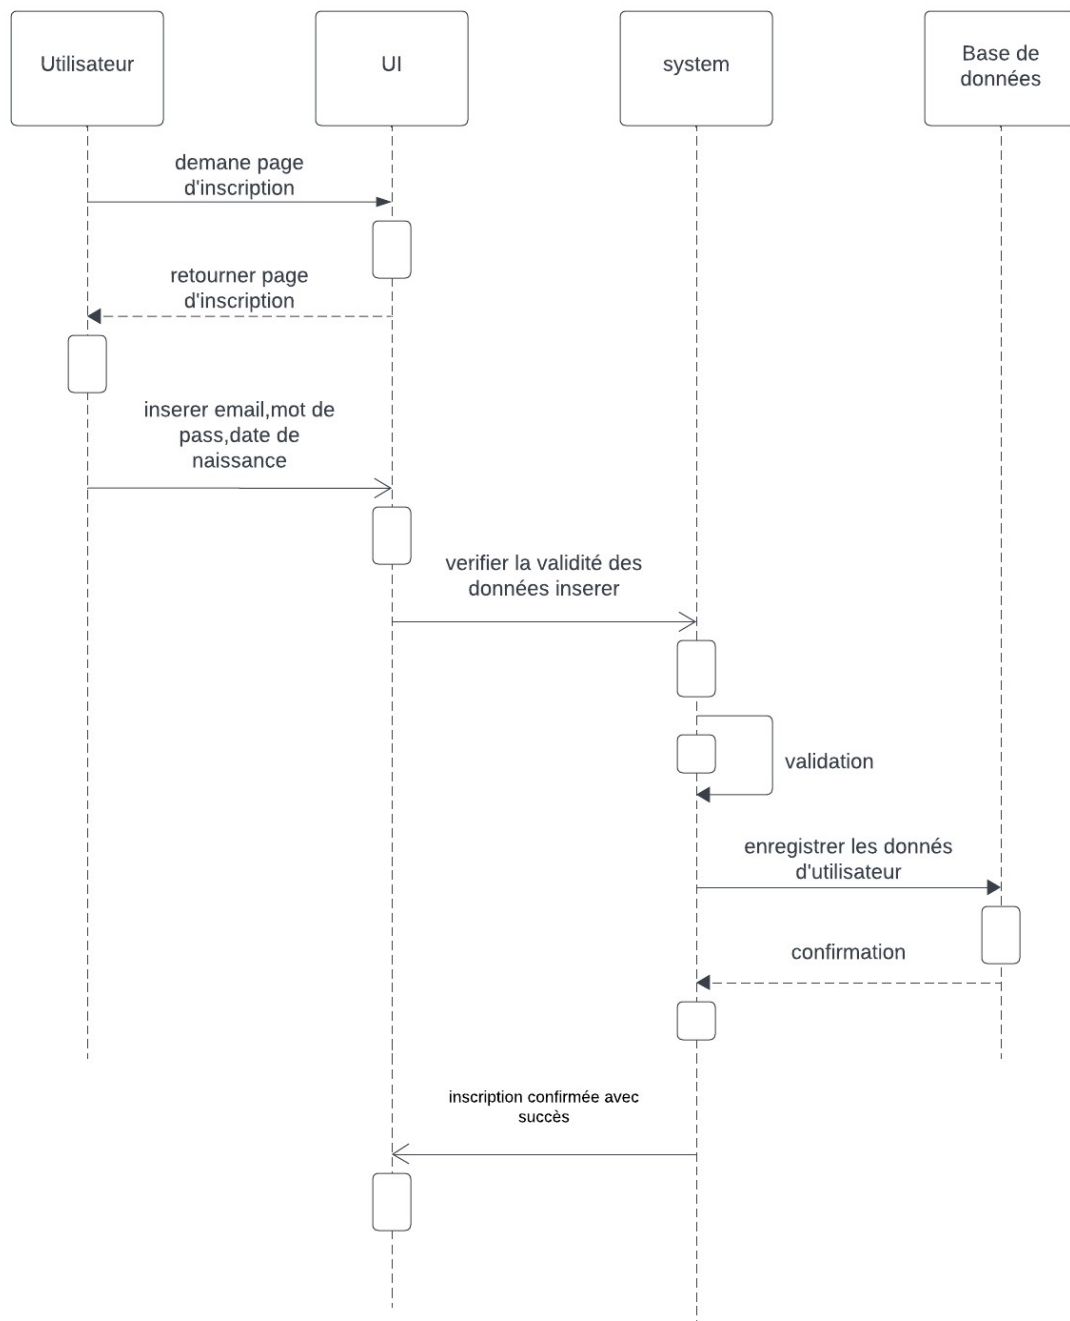 Utilisateur
UI
system
Base de
données
demane page
d'inscription
retourner page
d'inscription
inserer email,mot de
pass,date de
naissance
verifier la validité des
données inserer
validation
enregistrer les donnés
d'utilisateur
confirmation
inscription confirmée avec
succès